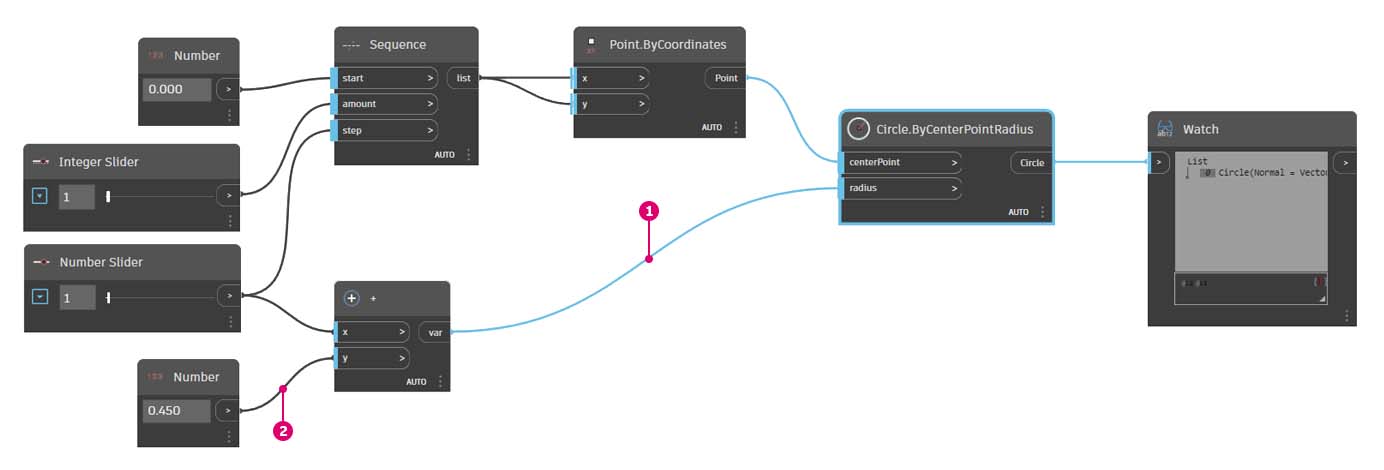 Number
0.000
>
Integer Slider
1
>
Number Slider
1
>
Number
0.450
>
Sequence
start >
list
amount >
step >
AUTO
+
x >
var
y >
AUTO
Point.ByCoordinates
x >
Point
y >
AUTO
1
2
Circle.ByCenterPointRadius
centerPoint >
Circle
radius >
AUTO
Watch
>
>
List
0 Circle(Normal = Vecto